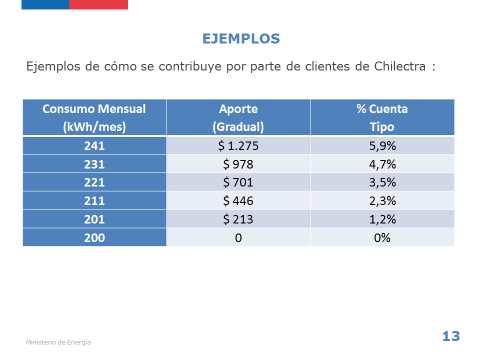 EJEMPLOS
Ejemplos de cómo se contribuye por parte de clientes de Chilectra :
Consumo Mensual (kWh/mes) Aporte (Gradual) % Cuenta Tipo
241 $ 1.275 5,9%
231 $ 978 4,7%
221 $ 701 3,5%
211 $ 446 2,3%
201 $ 213 1,2%
200 0 0%
Ministerio de Energía
13